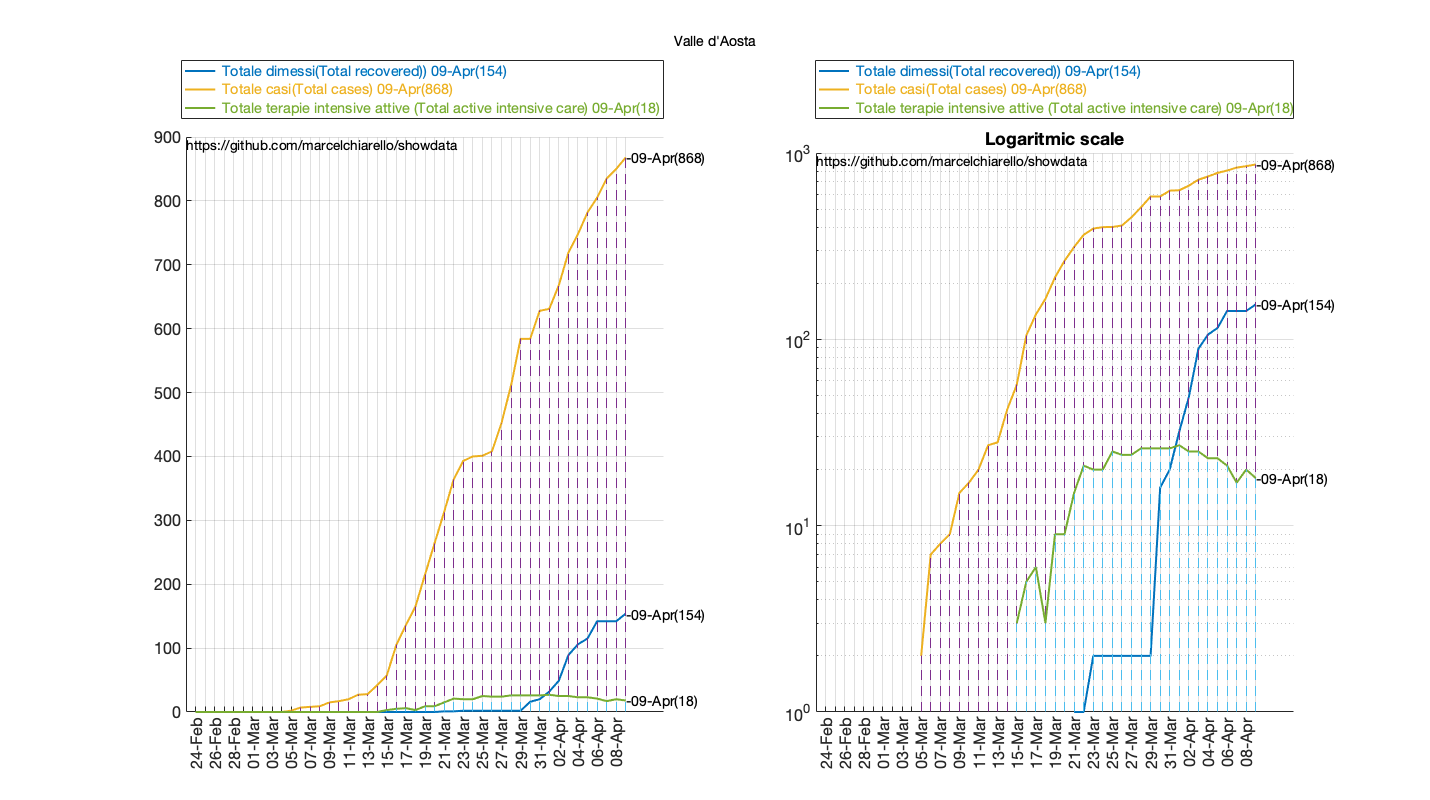 Valle d'Aosta
Totale dimessi(Total recovered)) 09-Apr(154)
Totale casi(Total cases) 09-Apr(868)
Totale terapie intensive attive (Total active intensive care) 09-Apr(18)
https://github.com/marcelchiarello/showdata
900
800
700
600
500
400
300
200
100
0
-09-Apr(868)
-09-Apr(154)
-09-Apr(18)
24-Feb
26-Feb
28-Feb
01-Mar
03-Mar
05-Mar
07-Mar
09-Mar
11-Mar
13-Mar
15-Mar
17-Mar
19-Mar
21-Mar
23-Mar
25-Mar
27-Mar
29-Mar
31-Mar
02-Apr
04-Apr
06-Apr
08-Apr
Totale dimessi(Total recovered)) 09-Apr(154)
Totale casi(Total cases) 09-Apr(868)
Totale terapie intensive attive (Total active intensive care) 09-Apr(18)
Logaritmic scale
https://github.com/marcelchiarello/showdata
10^3
10^2
10^1
10^0
-09-Apr(868)
-09-Apr(154)
-09-Apr(18)
24-Feb
26-Feb
28-Feb
01-Mar
03-Mar
05-Mar
07-Mar
09-Mar
11-Mar
13-Mar
15-Mar
17-Mar
19-Mar
21-Mar
23-Mar
25-Mar
27-Mar
29-Mar
31-Mar
02-Apr
04-Apr
06-Apr
08-Apr